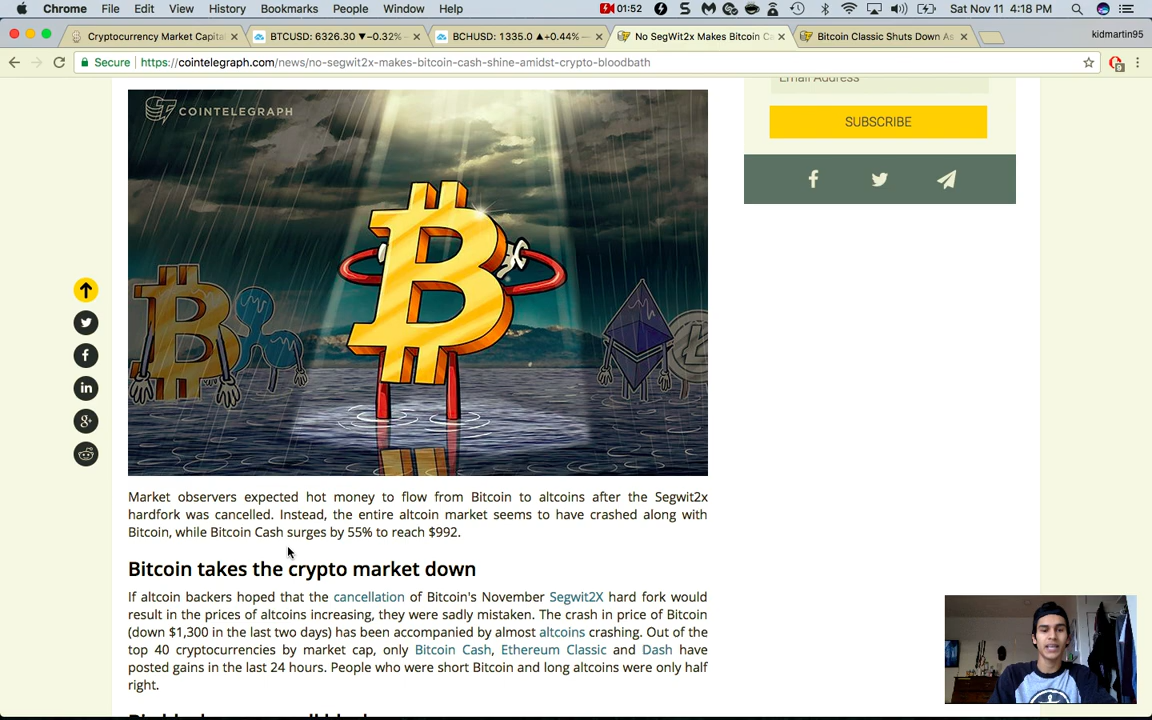 Chrome File Edit View History Bookmarks People Window Help 01:52 Sat Nov 11 4:18 PM
Cryptocurrency Market Capita
BTCUSD: 6326.30 ▼−0.32%
BCHUSD: 1335.0 ▲+0.44%
No SegWit2x Makes Bitcoin Ca
Bitcoin Classic Shuts Down As
kidmartin95
Secure https://cointelegraph.com/news/no-segwit2x-makes-bitcoin-cash-shine-amidst-crypto-bloodbath
Email Address
SUBSCRIBE
COINTELEGRAPH
Market observers expected hot money to flow from Bitcoin to altcoins after the Segwit2x
hardfork was cancelled. Instead, the entire altcoin market seems to have crashed along with
Bitcoin, while Bitcoin Cash surges by 55% to reach $992.
Bitcoin takes the crypto market down
If altcoin backers hoped that the cancellation of Bitcoin's November Segwit2X hard fork would
result in the prices of altcoins increasing, they were sadly mistaken. The crash in price of Bitcoin
(down $1,300 in the last two days) has been accompanied by almost altcoins crashing. Out of the
top 40 cryptocurrencies by market cap, only Bitcoin Cash, Ethereum Classic and Dash have
posted gains in the last 24 hours. People who were short Bitcoin and long altcoins were only half
right.